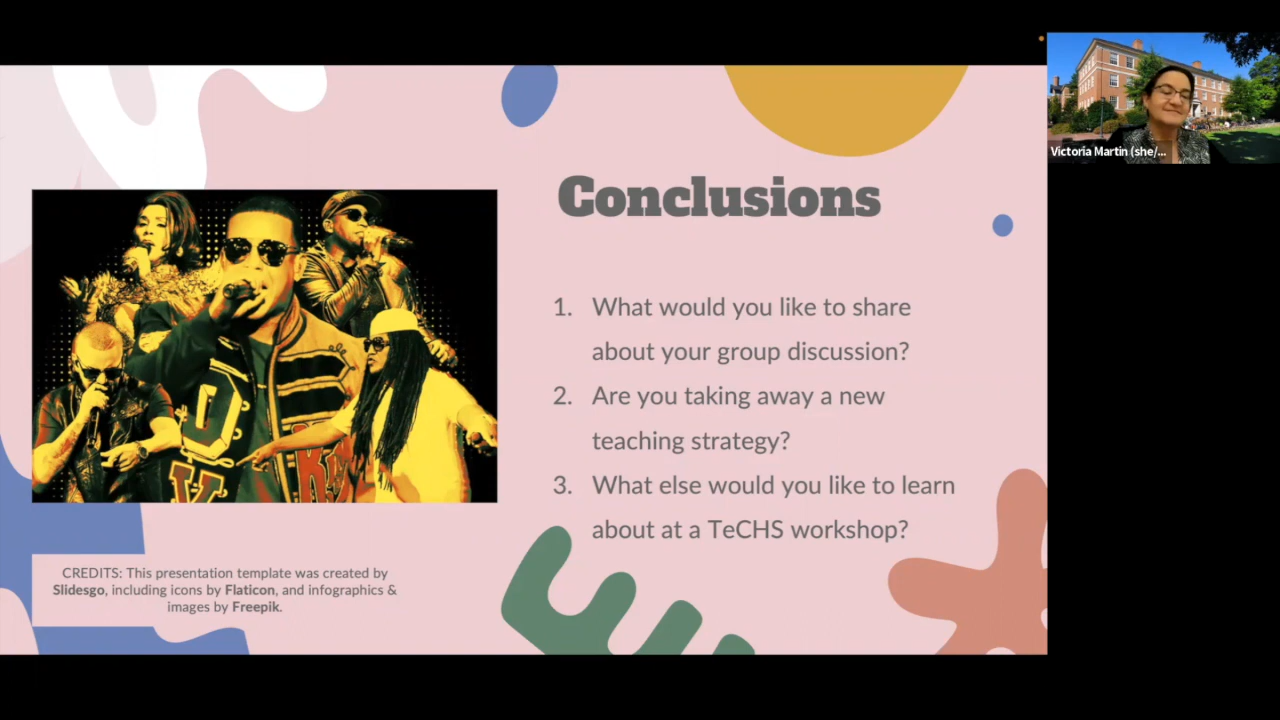 Victoria Martin (she/...
Conclusions
1. What would you like to share
about your group discussion?
2. Are you taking away a new
teaching strategy?
3. What else would you like to learn
about at a TeCHS workshop?
CREDITS: This presentation template was created by
Slidesgo, including icons by Flaticon, and infographics &
images by Freepik.